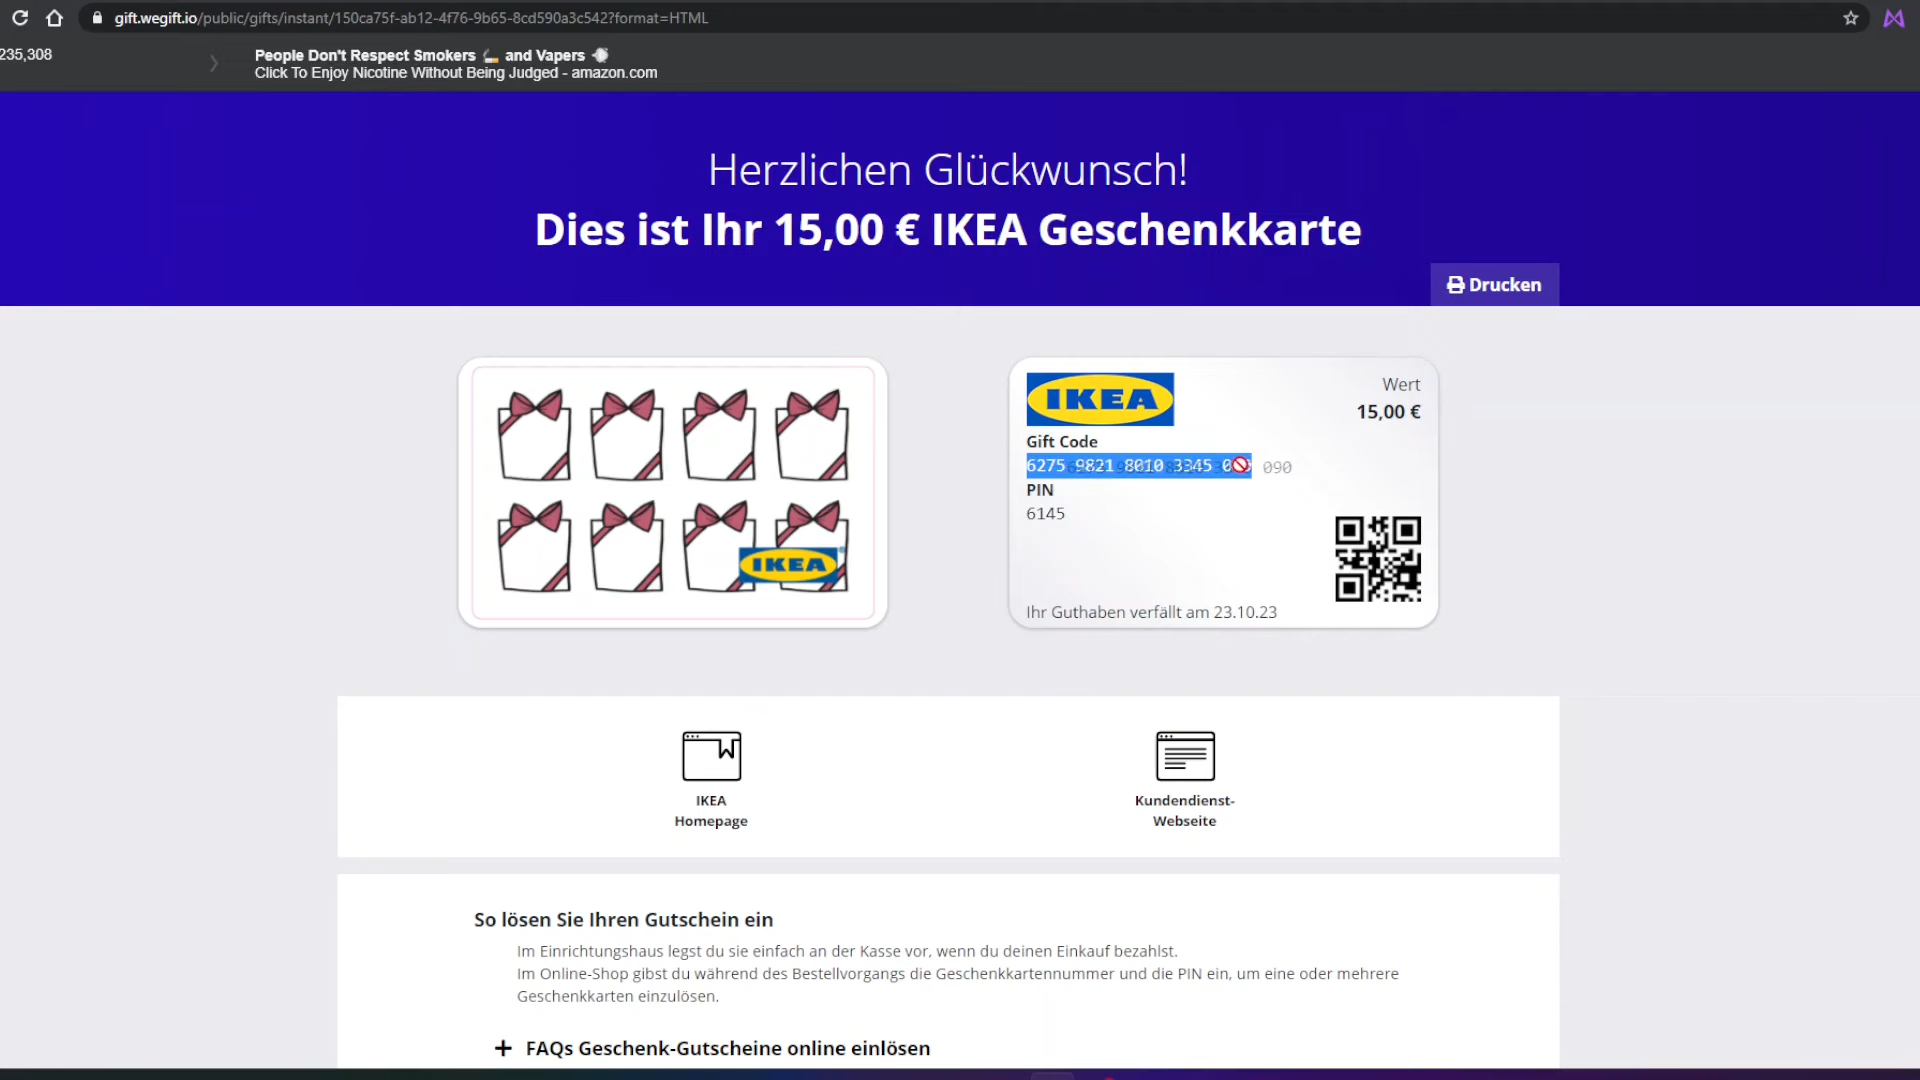 gift.wegift.io/public/gifts/instant/150ca75f-ab12-4f76-9b65-8cd590a3c542?format=HTML
235,308
People Don't Respect Smokers 🚬 and Vapers
Click To Enjoy Nicotine Without Being Judged - amazon.com
Herzlichen Glückwunsch!
Dies ist Ihr 15,00 € IKEA Geschenkkarte
Drucken
IKEA
IKEA
Wert
15,00 €
Gift Code
6275 9821 8010 3345 090
PIN
6145
Ihr Guthaben verfällt am 23.10.23
IKEA
Homepage
Kundendienst-
Webseite
So lösen Sie Ihren Gutschein ein
Im Einrichtungshaus legst du sie einfach an der Kasse vor, wenn du deinen Einkauf bezahlst.
Im Online-Shop gibst du während des Bestellvorgangs die Geschenkkartennummer und die PIN ein, um eine oder mehrere
Geschenkkarten einzulösen.
+ FAQs Geschenk-Gutscheine online einlösen